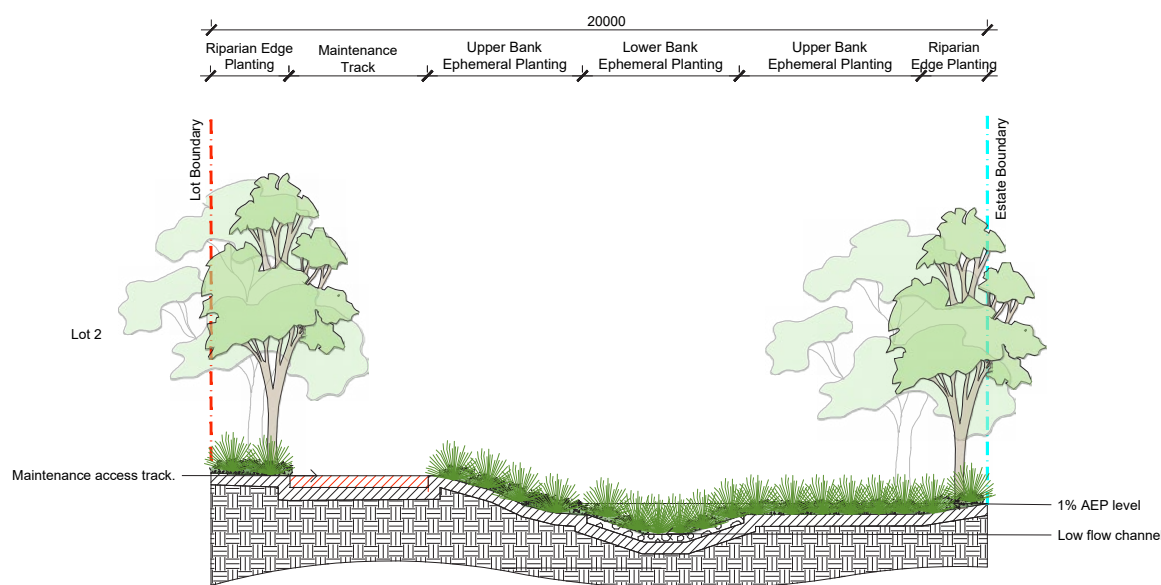 20000
Riparian Edge
Planting
Maintenance
Track
Upper Bank
Ephemeral Planting
Lower Bank
Ephemeral Planting
Upper Bank
Ephemeral Planting
Riparian
Edge Planting
Lot Boundary
Estate Boundary
Lot 2
Maintenance access track.
1% AEP level
Low flow channe